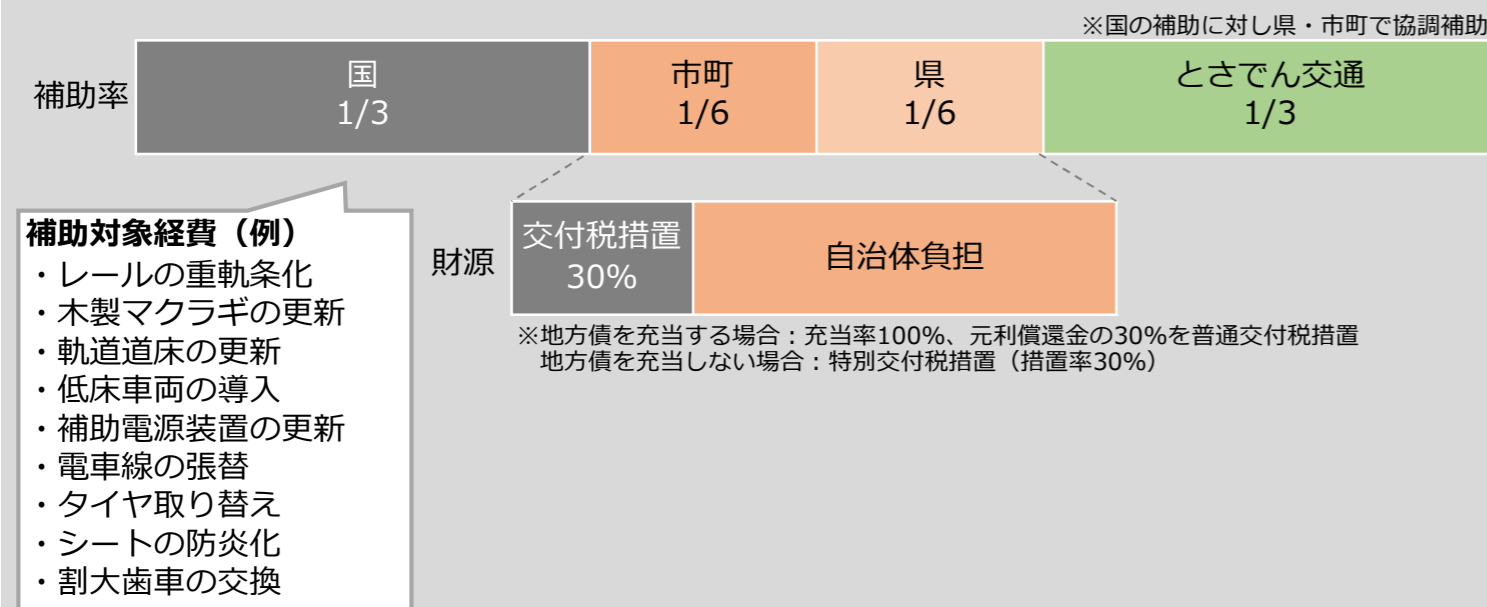 ※国の補助に対し県・市町で協調補助
補助率
国
1/3
市町
1/6
県
1/6
とさでん交通
1/3
補助対象経費（例）
・レールの重軌条化
・木製マクラギの更新
・軌道道床の更新
・低床車両の導入
・補助電源装置の更新
・電車線の張替
・タイヤ取り替え
・シートの防炎化
・割大歯車の交換
財源
交付税措置
30%
自治体負担
※地方債を充当する場合：充当率100%、元利償還金の30%を普通交付税措置
地方債を充当しない場合：特別交付税措置（措置率30%）